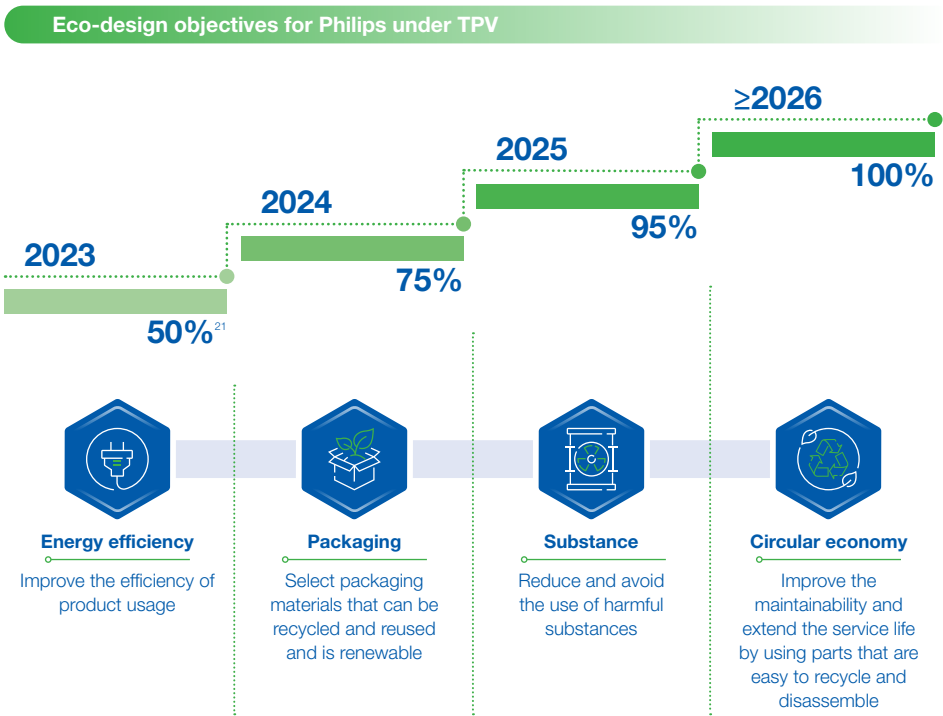 Eco-design objectives for Philips under TPV
≥2026
100%
2025
95%
2024
75%
2023
50%21
Energy efficiency
Improve the efficiency of
product usage
Packaging
Select packaging
materials that can be
recycled and reused
and is renewable
Substance
Reduce and avoid
the use of harmful
substances
Circular economy
Improve the
maintainability and
extend the service life
by using parts that are
easy to recycle and
disassemble